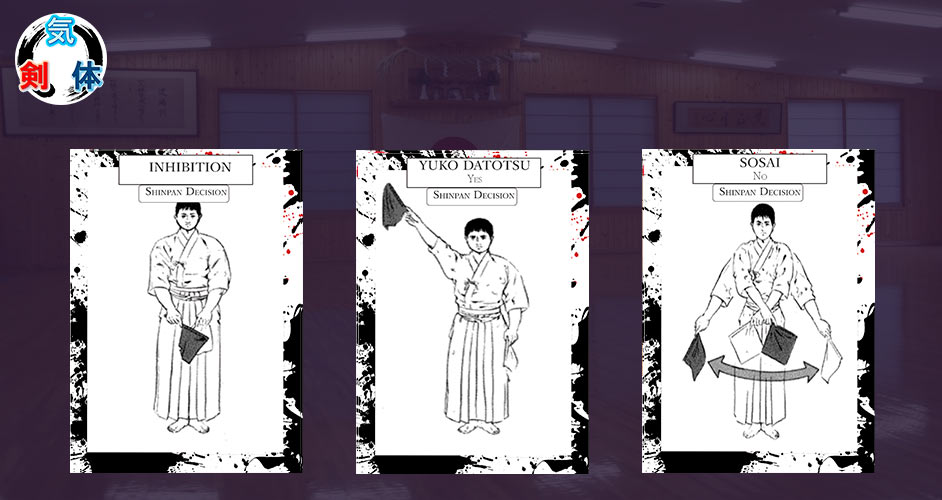 気
剣 体
INHIBITION
SHINPAN DECISION
YUKO DATOTSU
YES
SHINPAN DECISION
SOSAI
NO
SHINPAN DECISION